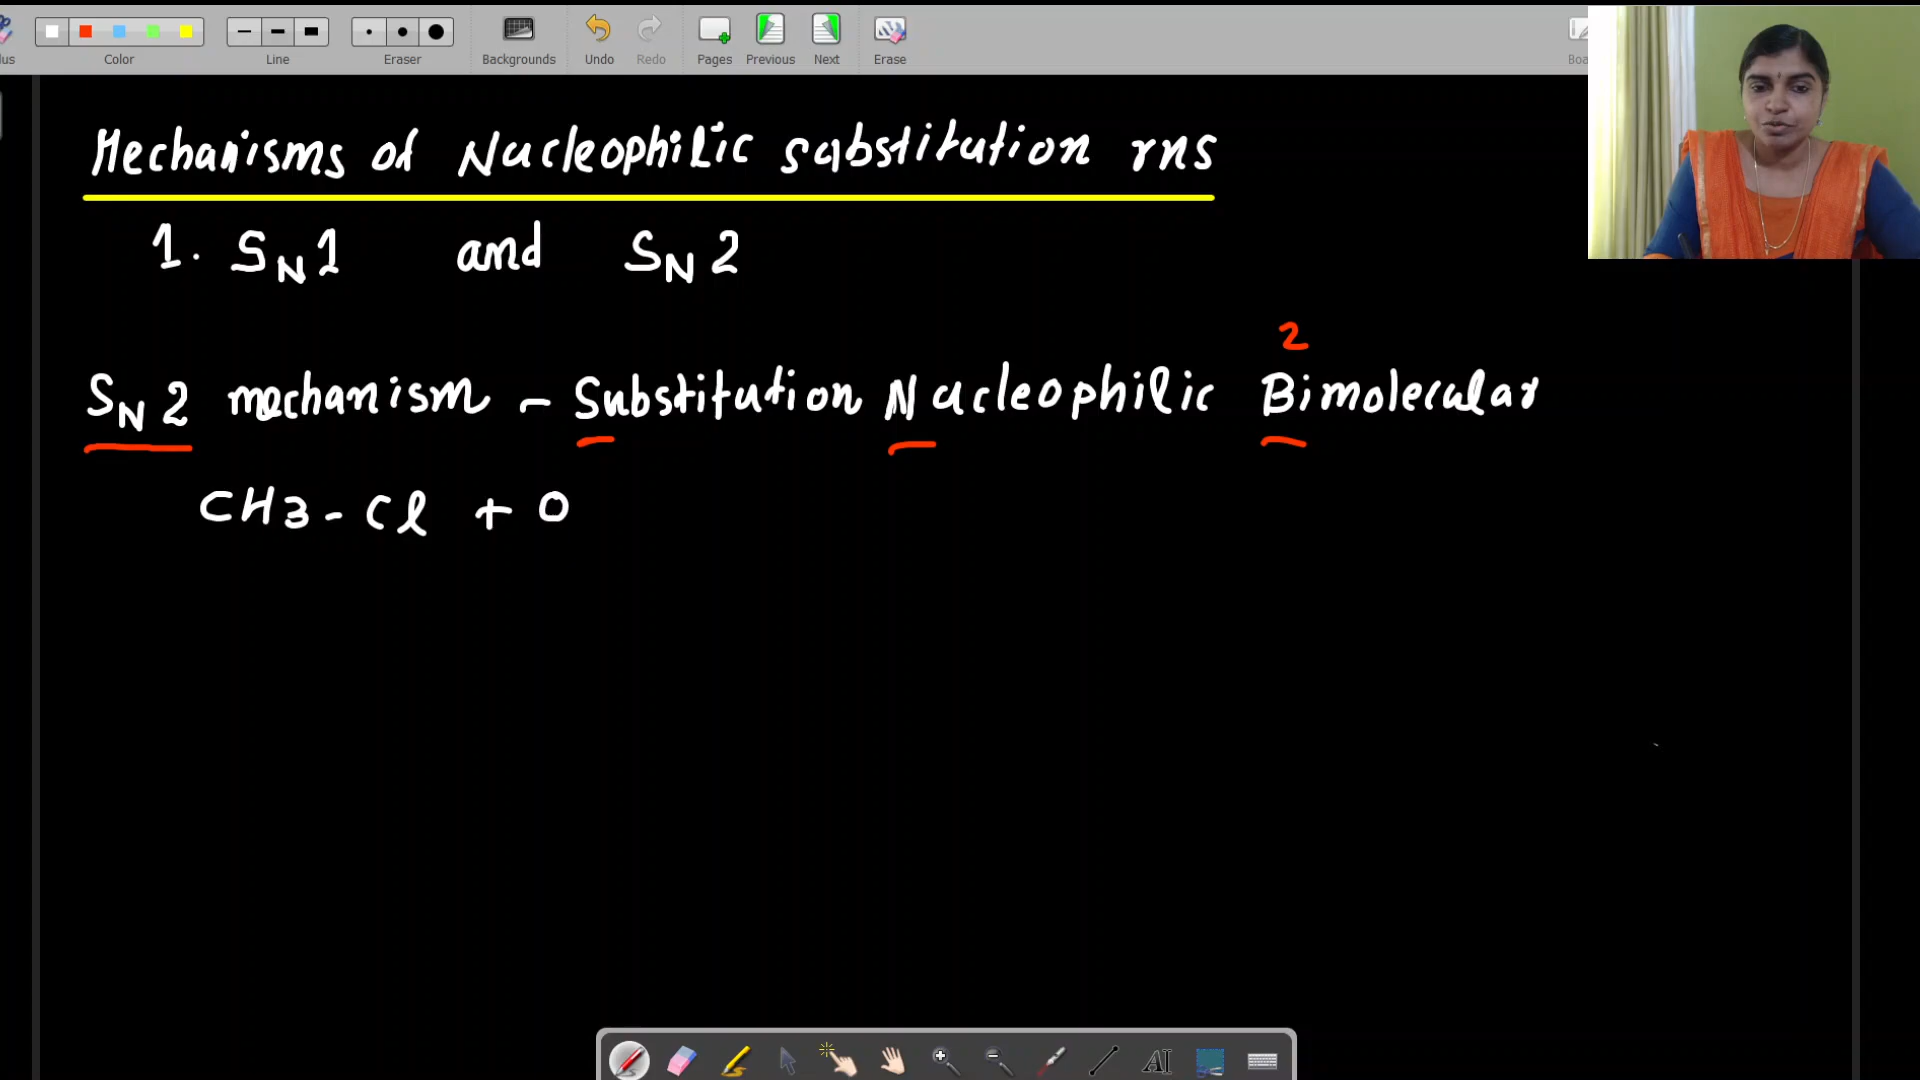 Color
Line
Eraser
Backgrounds
Undo
Redo
Pages
Previous
Next
Erase
Mechanisms of Nucleophilic substitution rns
1. SN1 and SN2
2
SN2 mechanism - Substitution Nucleophilic Bimolecular
CH3 - Cl + O
AI